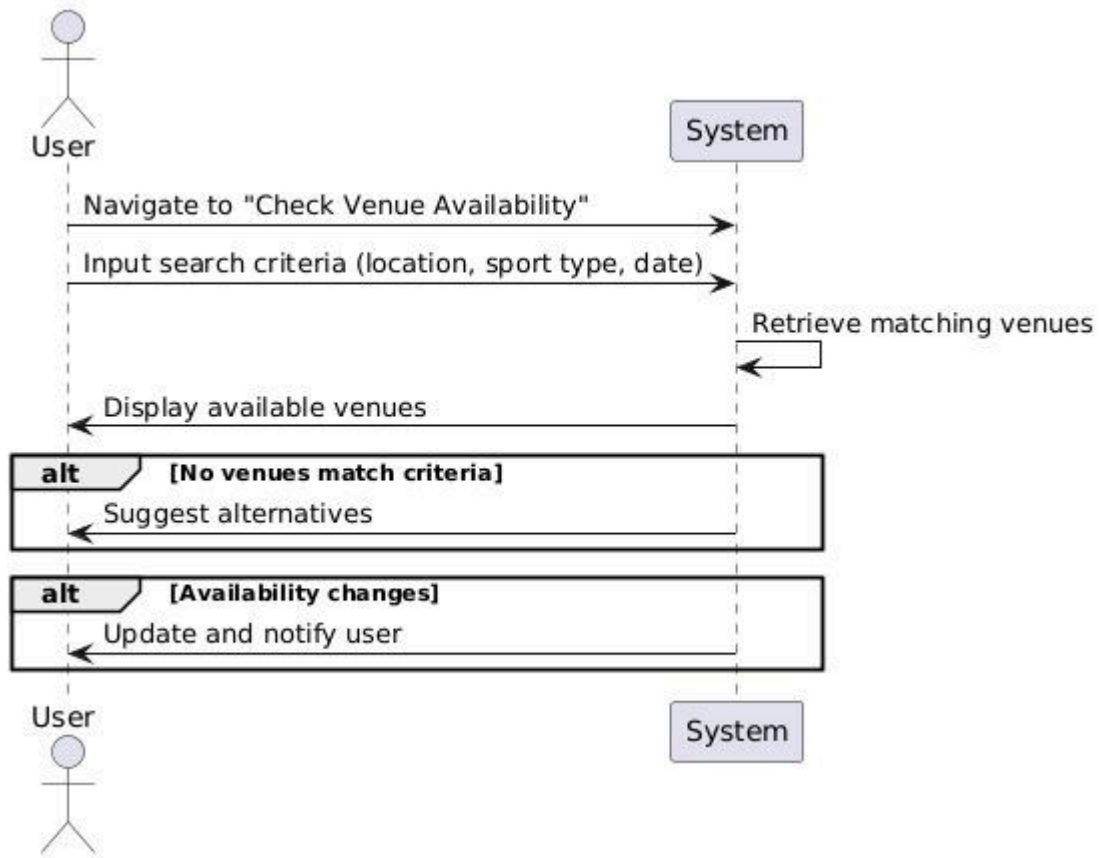 User
System
Navigate to "Check Venue Availability"
Input search criteria (location, sport type, date)
Retrieve matching venues
Display available venues
alt [No venues match criteria]
Suggest alternatives
alt [Availability changes]
Update and notify user
User
System